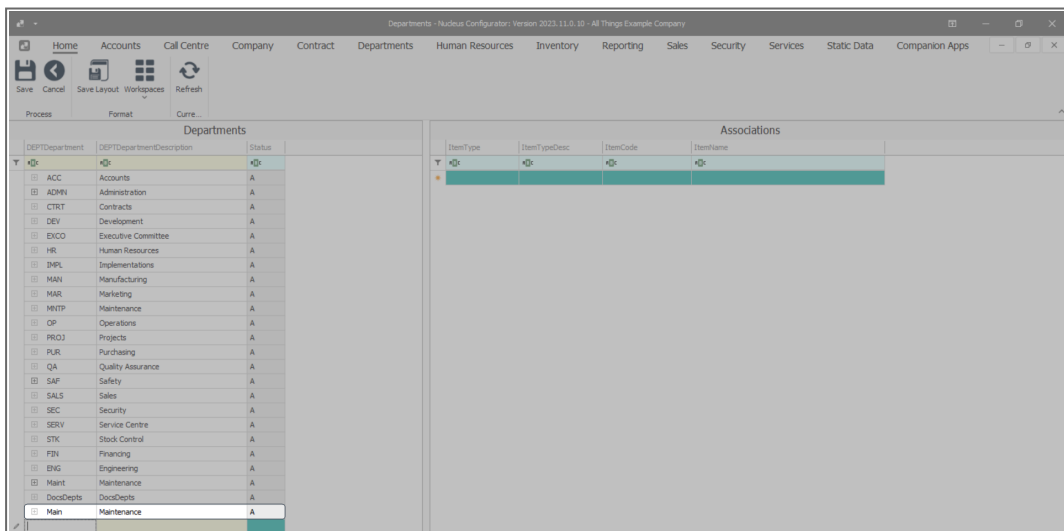 Departments - Nucleus Configurator: Version 2023.11.0.10 - All Things Example Company
Home Accounts Call Centre Company Contract Departments Human Resources Inventory Reporting Sales Security Services Static Data Companion Apps
Save Cancel Save Layout Workspaces Refresh
Process Format Curre...
Departments Associations
DEPTDepartment DEPTDepartmentDescription Status ItemType ItemTypeDesc ItemCode ItemName
ACC Accounts A
ADMN Administration A
CTRT Contracts A
DEV Development A
EXCO Executive Committee A
HR Human Resources A
IMPL Implementations A
MAN Manufacturing A
MAR Marketing A
MNTP Maintenance A
OP Operations A
PROJ Projects A
PUR Purchasing A
QA Quality Assurance A
SAF Safety A
SALS Sales A
SEC Security A
SERV Service Centre A
STK Stock Control A
FIN Financing A
ENG Engineering A
Maint Maintenance A
DocsDepts DocsDepts A
Main Maintenance A